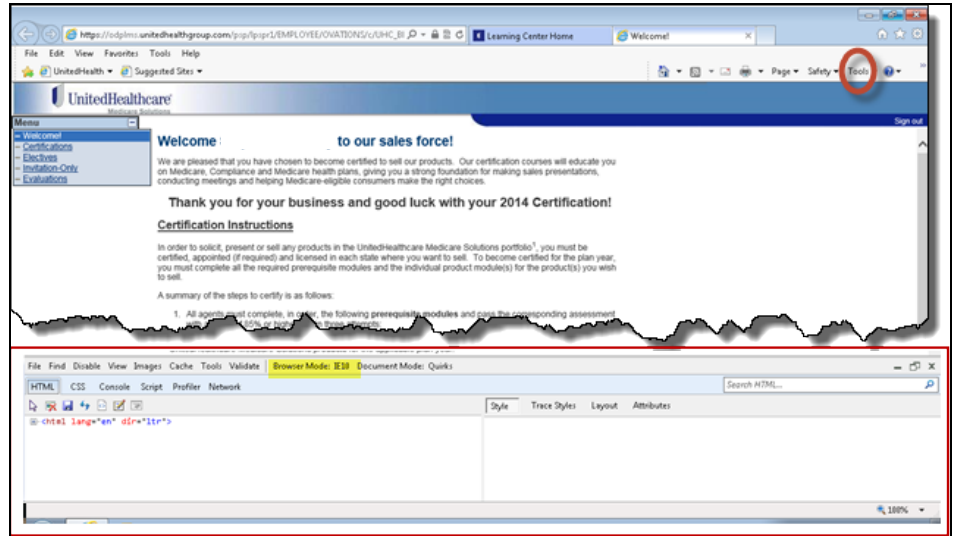 https://odplms.unitedhealthgroup.com/psp/lpspr1/EMPLOYEE/OVATIONS/c/UHC_BI Learning Center Home Welcome!
File Edit View Favorites Tools Help
UnitedHealth Suggested Sites Page Safety Tools
UnitedHealthcare
Medicare Solutions
Menu Sign out
Welcome!
Certifications
Electives
Invitation-Only
Evaluations
Welcome to our sales force!
We are pleased that you have chosen to become certified to sell our products. Our certification courses will educate you
on Medicare, Compliance and Medicare health plans, giving you a strong foundation for making sales presentations,
conducting meetings and helping Medicare-eligible consumers make the right choices.
Thank you for your business and good luck with your 2014 Certification!
Certification Instructions
In order to solicit, present or sell any products in the UnitedHealthcare Medicare Solutions portfolio1, you must be
certified, appointed (if required) and licensed in each state where you want to sell. To become certified for the plan year,
you must complete all the required prerequisite modules and the individual product module(s) for the product(s) you wish
to sell.
A summary of the steps to certify is as follows:
1. All agents must complete, in order, the following prerequisite modules and pass the corresponding assessment
File Find Disable View Images Cache Tools Validate Browser Mode: IE10 Document Mode: Quirks
HTML CSS Console Script Profiler Network Search HTML...
Style Trace Styles Layout Attributes
<html lang="en" dir="ltr">
100%